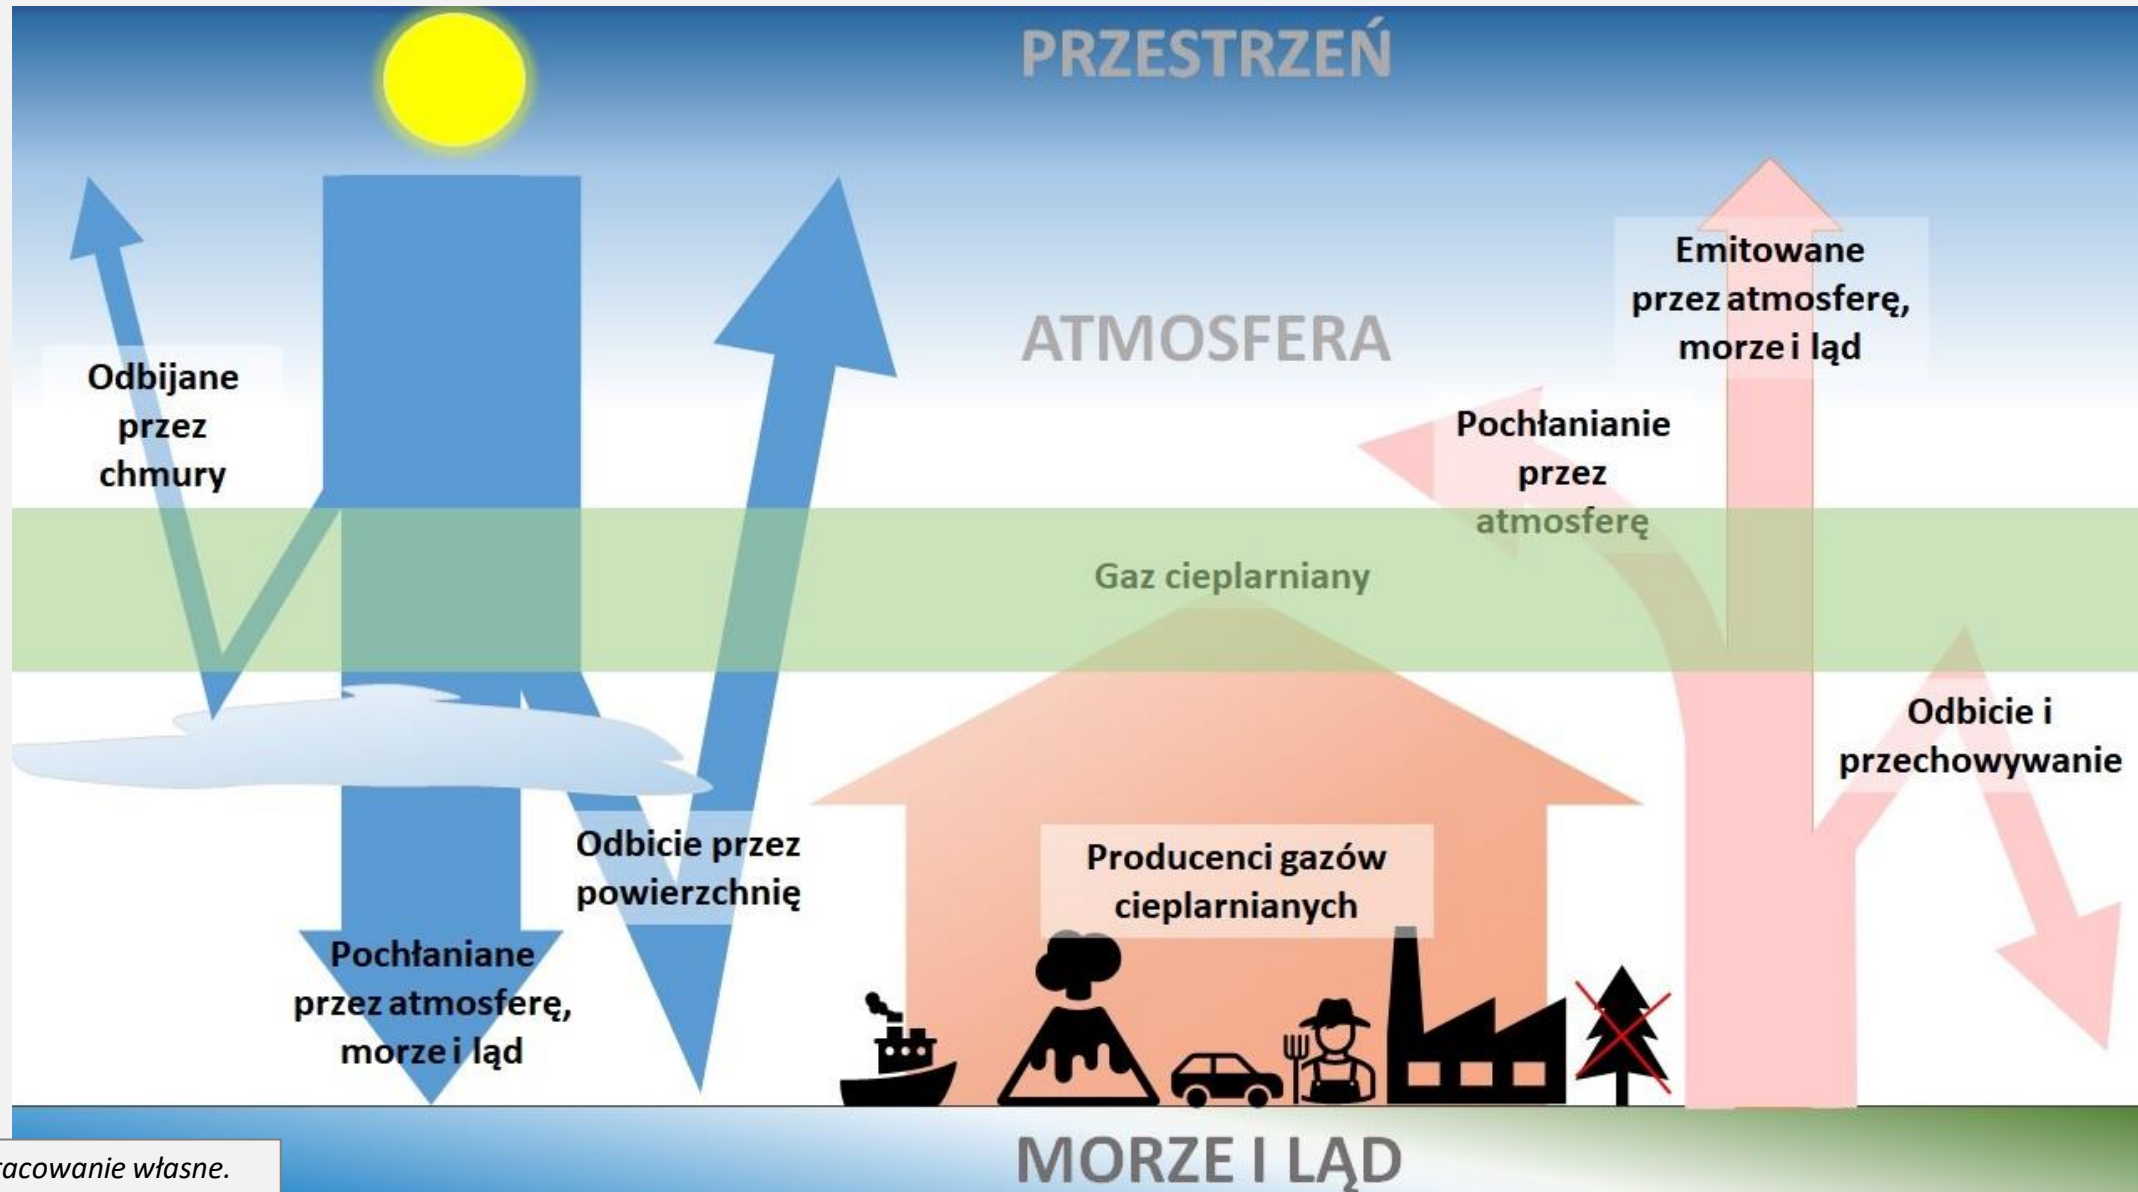 PRZESTRZEŃ
Emitowane
przez atmosferę,
morze i ląd
ATMOSFERA
Odbijane
przez
chmury
Pochłanianie
przez
atmosferę
Gaz cieplarniany
Odbicie i
przechowywanie
Odbicie przez
powierzchnię
Producenci gazów
cieplarnianych
Pochłaniane
przez atmosferę,
morze i ląd
MORZE I LĄD
racowanie własne.